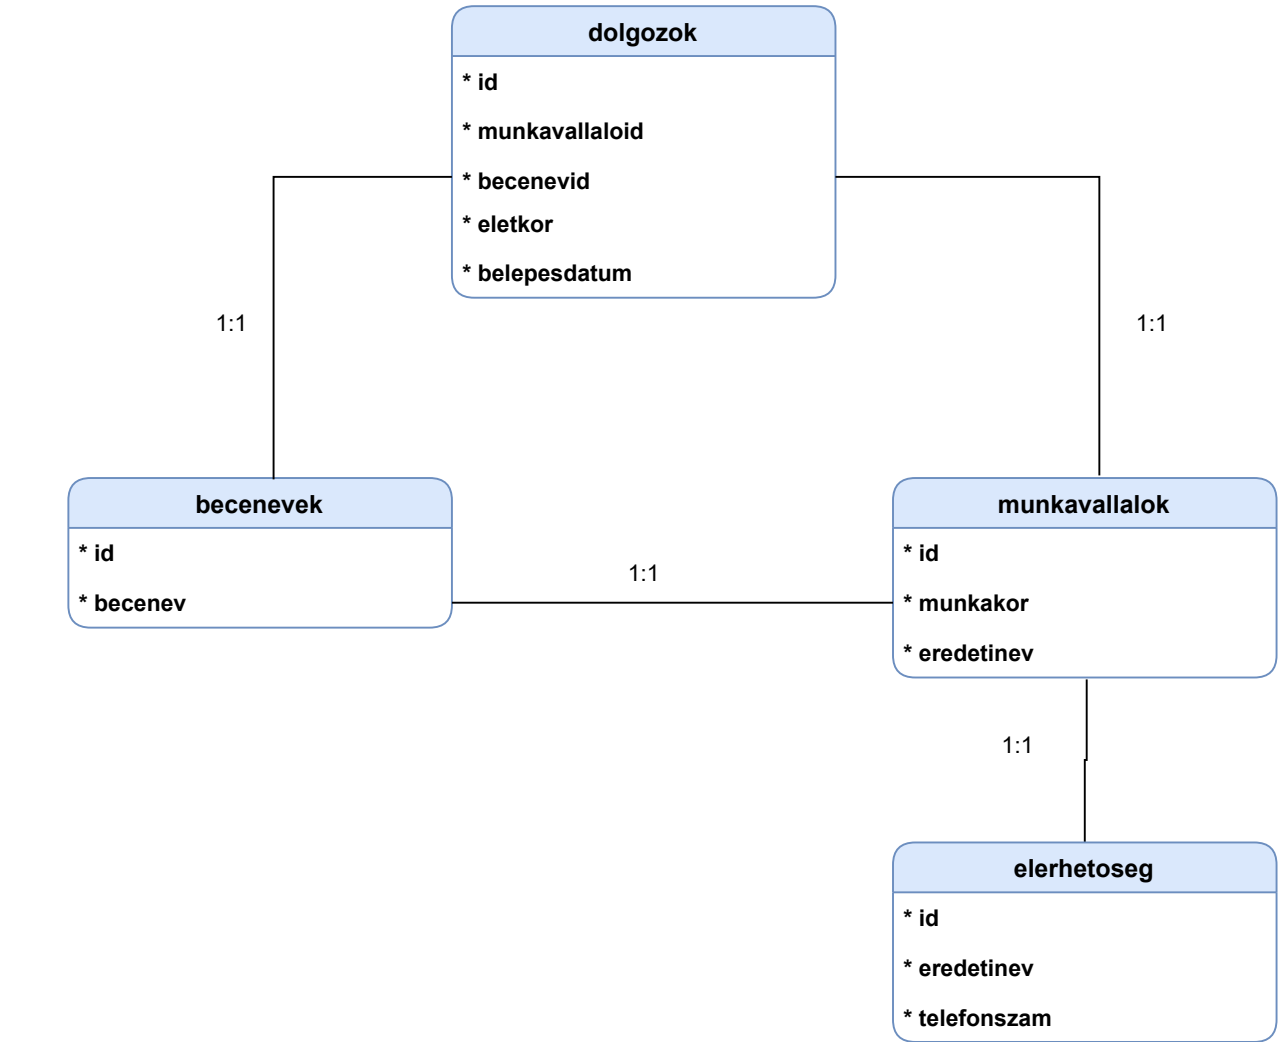 dolgozok
* id
* munkavallaloid
* becenevid
* eletkor
* belepesdatum
1:1
1:1
becenevek
* id
* becenev
1:1
munkavallalok
* id
* munkakor
* eredetinev
1:1
elerhetoseg
* id
* eredetinev
* telefonszam